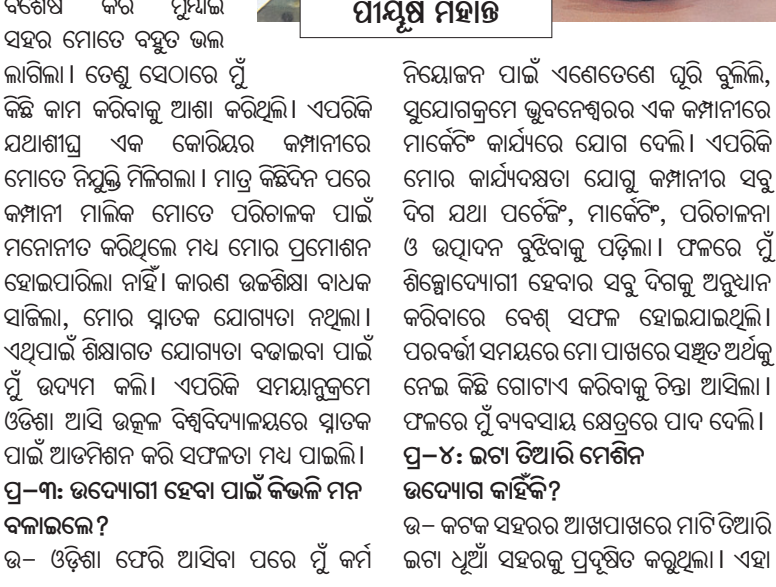 ବିଶେଷ କରି ମୁମ୍ବାଇ
ସହର ମୋତେ ବହୁତ ଭଲ
ଲାଗିଲା। ତେଣୁ ସେଠାରେ ମୁଁ
କିଛି କାମ କରିବାକୁ ଆଶା କରିଥିଲି। ଏପରିକି
ଯଥାଶୀଘ୍ର ଏକ କୋରିୟର କମ୍ପାନୀରେ
ମୋତେ ନିଯୁକ୍ତି ମିଳିଗଲା। ମାତ୍ର କିଛିଦିନ ପରେ
କମ୍ପାନୀ ମାଲିକ ମୋତେ ପରିଚାଳକ ପାଇଁ
ମନୋନୀତ କରିଥିଲେ ମଧ୍ୟ ମୋର ପ୍ରମୋଶନ
ହୋଇପାରିଲା ନାହିଁ। କାରଣ ଉଚ୍ଚଶିକ୍ଷା ବାଧକ
ସାଜିଲା, ମୋର ସ୍ନାତକ ଯୋଗ୍ୟତା ନଥିଲା।
ଏଥିପାଇଁ ଶିକ୍ଷାଗତ ଯୋଗ୍ୟତା ବଢାଇବା ପାଇଁ
ମୁଁ ଉଦ୍ୟମ କଲି। ଏପରିକି ସମୟାନୁକ୍ରମେ
ଓଡିଶା ଆସି ଉତ୍କଳ ବିଶ୍ୱବିଦ୍ୟାଳୟରେ ସ୍ନାତକ
ପାଇଁ ଆଡମିଶନ କରି ସଫଳତା ମଧ୍ୟ ପାଇଲି।
ପ୍ର–୩: ଉଦ୍ୟୋଗୀ ହେବା ପାଇଁ କିଭଳି ମନ
ବଳାଇଲେ?
ଉ– ଓଡ଼ିଶା ଫେରି ଆସିବା ପରେ ମୁଁ କର୍ମ
ପୀୟୂଷ ମହାନ୍ତି
ନିୟୋଜନ ପାଇଁ ଏଣେତେଣେ ଘୂରି ବୁଲିଲି,
ସୁଯୋଗକ୍ରମେ ଭୁବନେଶ୍ୱରର ଏକ କମ୍ପାନୀରେ
ମାର୍କେଟିଂ କାର୍ଯ୍ୟରେ ଯୋଗ ଦେଲି। ଏପରିକି
ମୋର କାର୍ଯ୍ୟଦକ୍ଷତା ଯୋଗୁ କମ୍ପାନୀର ସବୁ
ଦିଗ ଯଥା ପର୍ଚେଜିଂ, ମାର୍କେଟିଂ, ପରିଚାଳନା
ଓ ଉତ୍ପାଦନ ବୁଝିବାକୁ ପଡ଼ିଲା। ଫଳରେ ମୁଁ
ଶିଳ୍ପୋଦ୍ୟୋଗୀ ହେବାର ସବୁ ଦିଗକୁ ଅନୁଧ୍ୟାନ
କରିବାରେ ବେଶ୍ ସଫଳ ହୋଇଯାଇଥିଲି।
ପରବର୍ତ୍ତୀ ସମୟରେ ମୋ ପାଖରେ ସଞ୍ଚିତ ଅର୍ଥକୁ
ନେଇ କିଛି ଗୋଟାଏ କରିବାକୁ ଚିନ୍ତା ଆସିଲା।
ଫଳରେ ମୁଁ ବ୍ୟବସାୟ କ୍ଷେତ୍ରରେ ପାଦ ଦେଲି।
ପ୍ର–୪: ଇଟା ତିଆରି ମେଶିନ
ଉଦ୍ୟୋଗ କାହିଁକି?
ଉ– କଟକ ସହରର ଆଖପାଖରେ ମାଟି ତିଆରି
ଇଟା ଧୂଆଁ ସହରକୁ ପ୍ରଦୂଷିତ କରୁଥିଲା। ଏହା